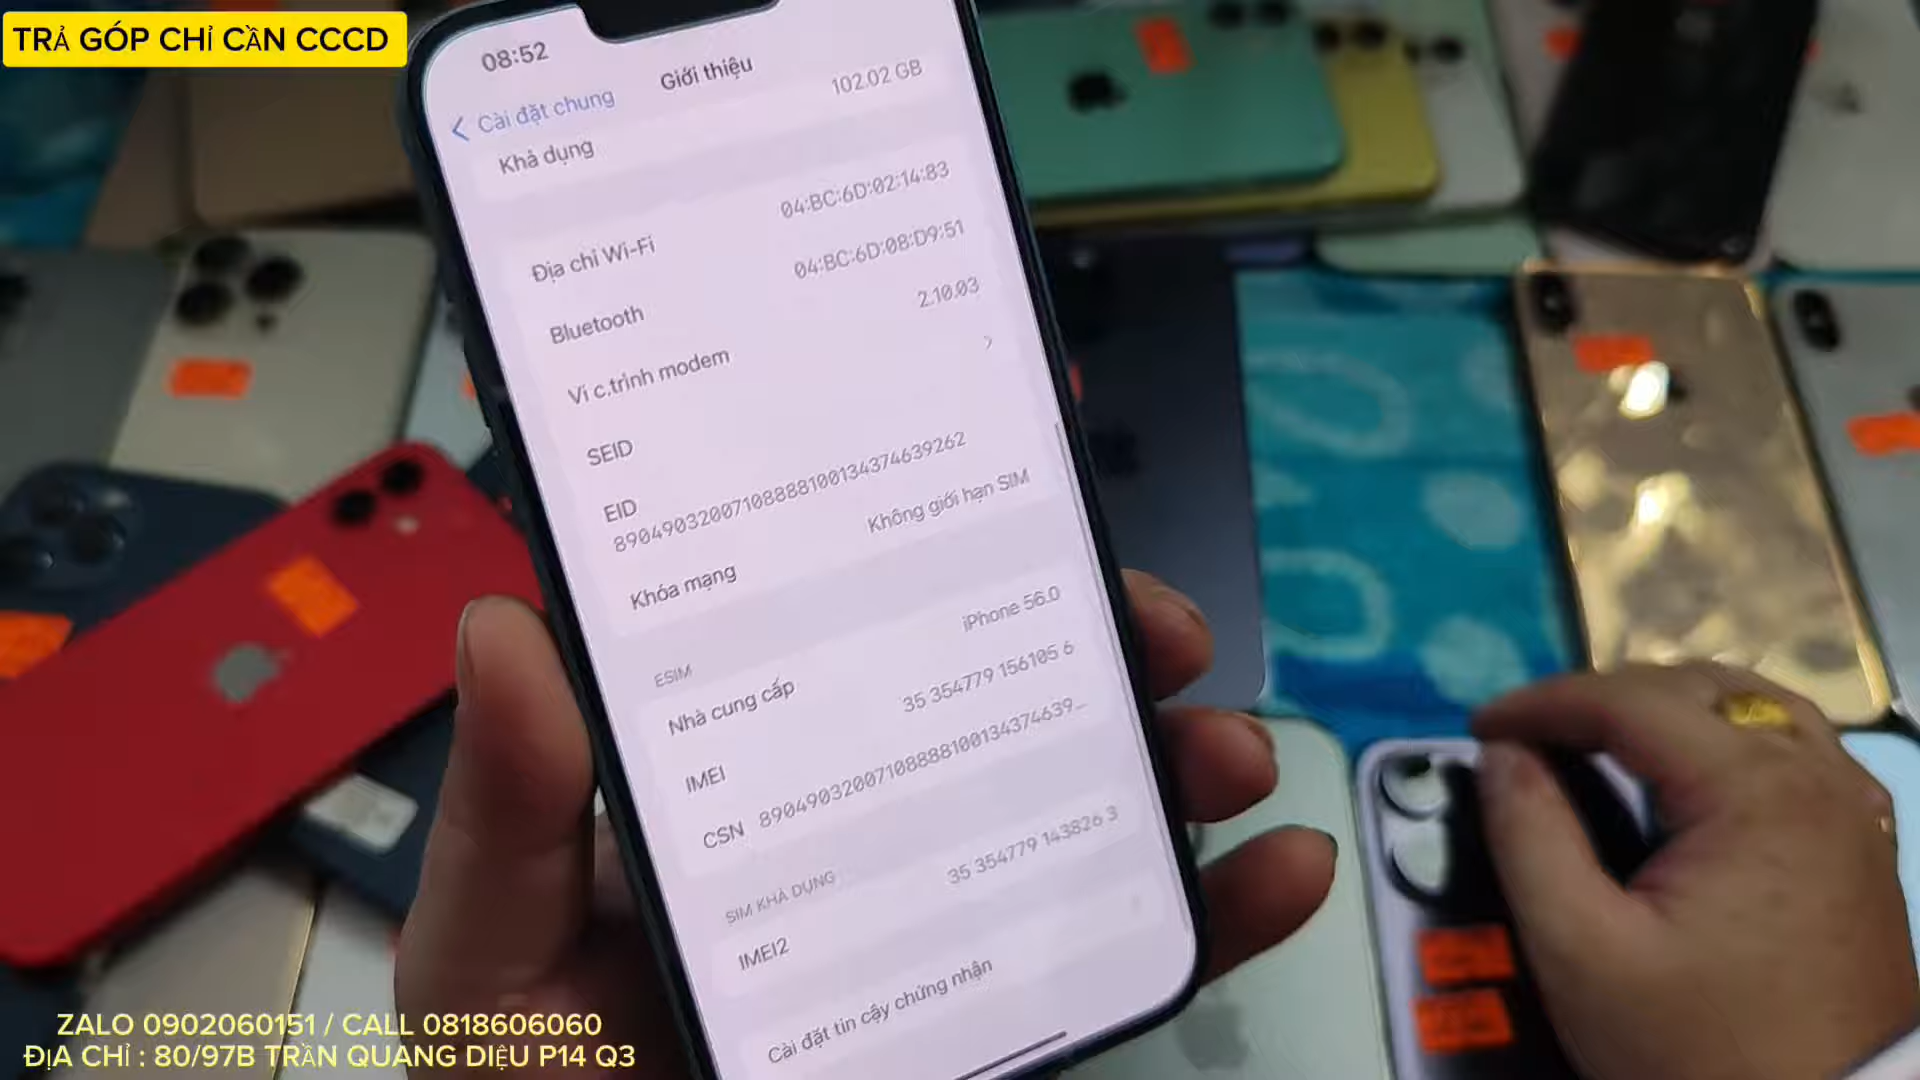 TRẢ GÓP CHỈ CẦN CCCD
08:52
Cài đặt chung
Giới thiệu
Khả dụng
102.02 GB
Địa chỉ Wi-Fi
04:BC:6D:02:14:83
Bluetooth
04:BC:6D:08:D9:51
Vi c.trình modem
2.10.03
SEID
EID
89049032007108888100134374639262
Khóa mạng
Không giới hạn SIM
ESIM
Nhà cung cấp
iPhone 56.0
IMEI
35 354779 156105 6
CSN
890490320071088881001343746​39...
SIM KHẢ DỤNG
IMEI2
35 354779 143826 3
Cài đặt tin cậy chứng nhận
ZALO 0902060151 / CALL 0818606060
ĐỊA CHỈ : 80/97B TRẦN QUANG DIỆU P14 Q3